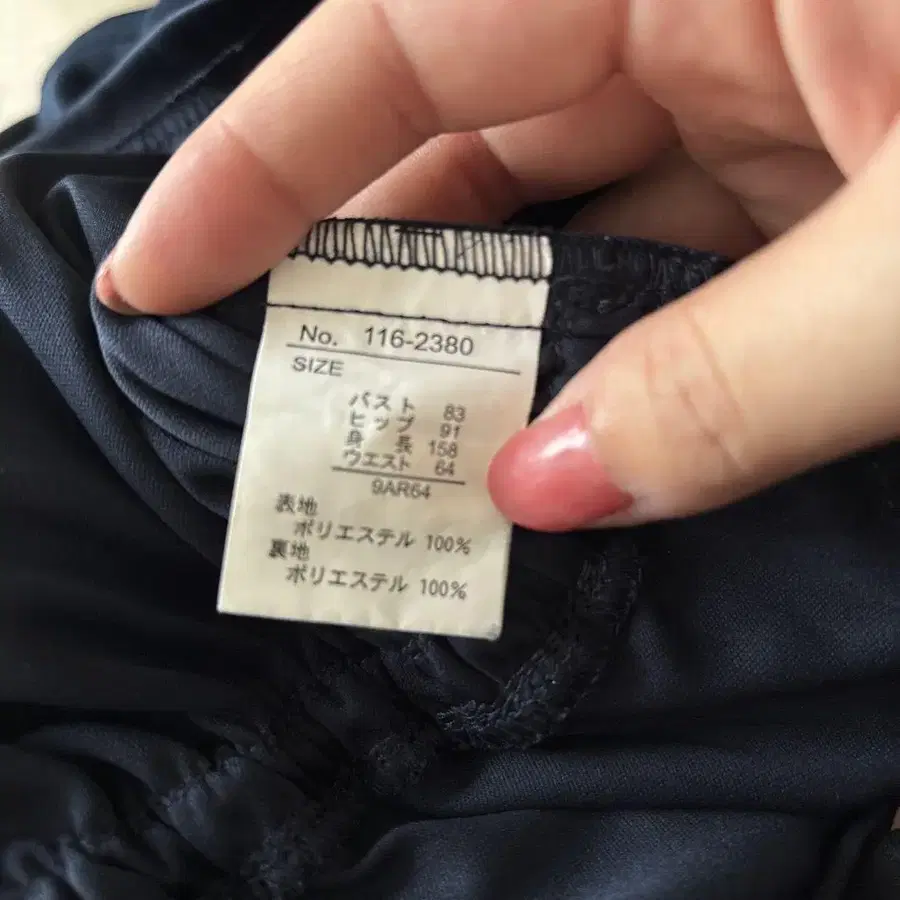 No. 116-2380
SIZE
バスト 83
ヒップ 91
身長 158
ウエスト 64
9AR64
表地
ポリエステル 100%
裏地
ポリエステル 100%